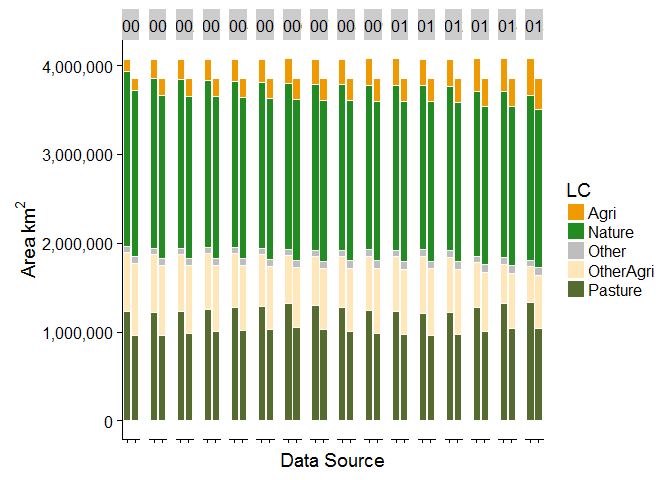 00 00 00 00 00 00 00 00 00 00 01 01 01 01 01 01
4,000,000
3,000,000
2,000,000
1,000,000
0
Area km²
Data Source
LC
Agri
Nature
Other
OtherAgri
Pasture